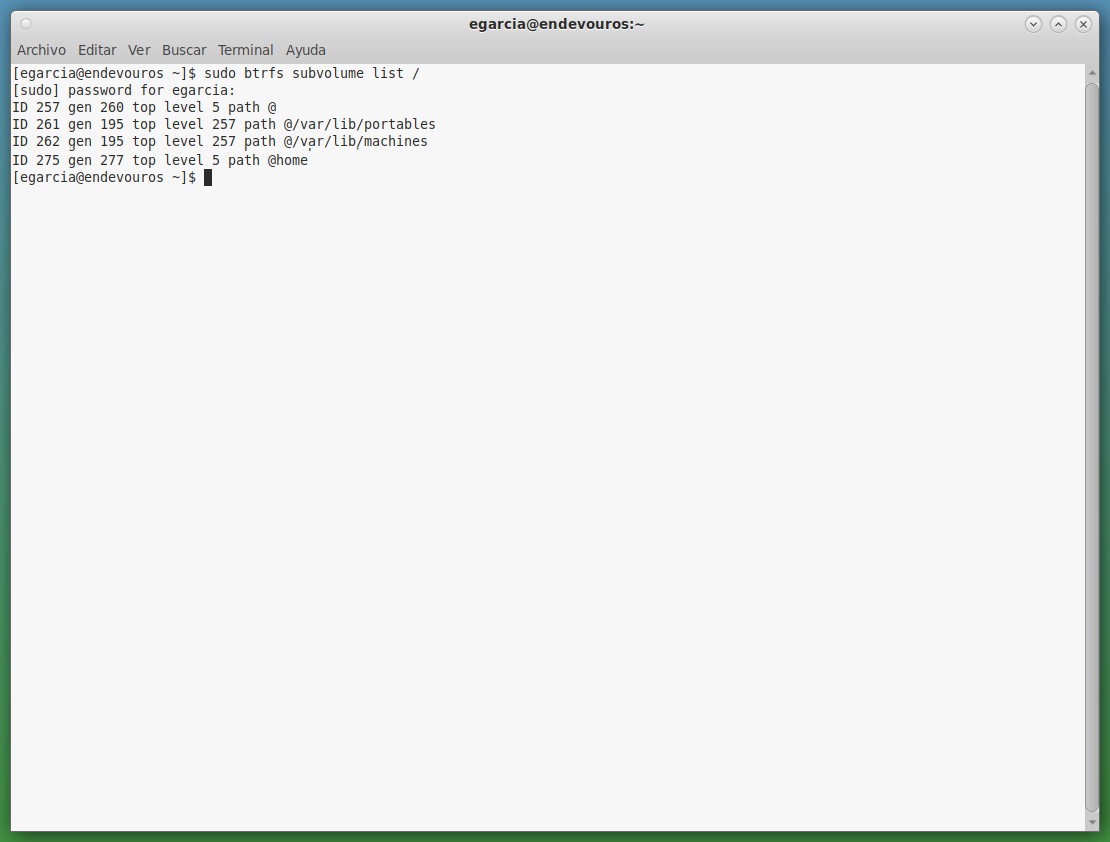 egarcia@endevouros:~
Archivo Editar Ver Buscar Terminal Ayuda
[egarcia@endevouros ~]$ sudo btrfs subvolume list /
[sudo] password for egarcia:
ID 257 gen 260 top level 5 path @
ID 261 gen 195 top level 257 path @/var/lib/portables
ID 262 gen 195 top level 257 path @/var/lib/machines
ID 275 gen 277 top level 5 path @home
[egarcia@endevouros ~]$